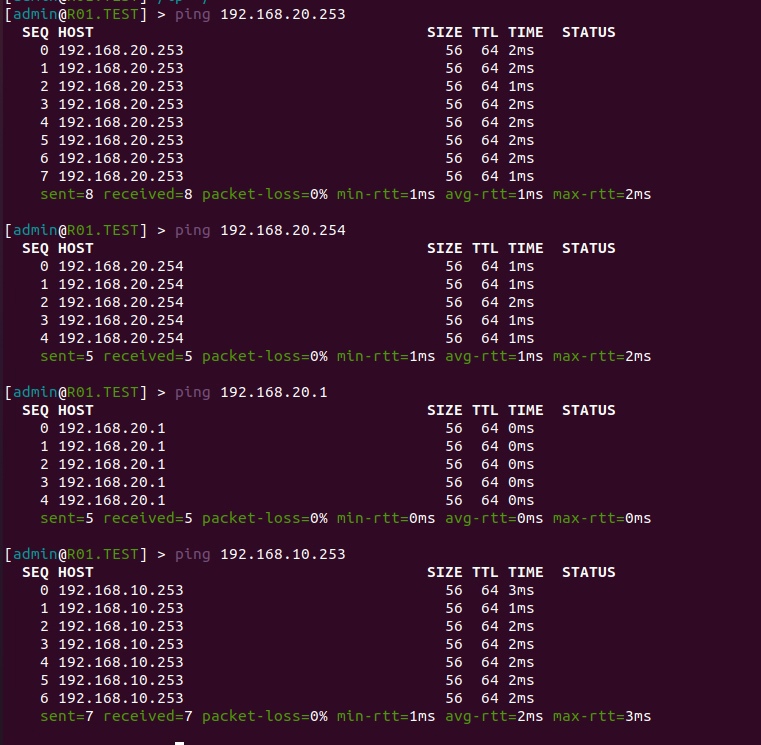 [admin@R01.TEST] > ping 192.168.20.253
SEQ HOST SIZE TTL TIME STATUS
0 192.168.20.253 56 64 2ms
1 192.168.20.253 56 64 2ms
2 192.168.20.253 56 64 1ms
3 192.168.20.253 56 64 2ms
4 192.168.20.253 56 64 2ms
5 192.168.20.253 56 64 2ms
6 192.168.20.253 56 64 2ms
7 192.168.20.253 56 64 1ms
sent=8 received=8 packet-loss=0% min-rtt=1ms avg-rtt=1ms max-rtt=2ms
[admin@R01.TEST] > ping 192.168.20.254
SEQ HOST SIZE TTL TIME STATUS
0 192.168.20.254 56 64 1ms
1 192.168.20.254 56 64 1ms
2 192.168.20.254 56 64 2ms
3 192.168.20.254 56 64 1ms
4 192.168.20.254 56 64 1ms
sent=5 received=5 packet-loss=0% min-rtt=1ms avg-rtt=1ms max-rtt=2ms
[admin@R01.TEST] > ping 192.168.20.1
SEQ HOST SIZE TTL TIME STATUS
0 192.168.20.1 56 64 0ms
1 192.168.20.1 56 64 0ms
2 192.168.20.1 56 64 0ms
3 192.168.20.1 56 64 0ms
4 192.168.20.1 56 64 0ms
sent=5 received=5 packet-loss=0% min-rtt=0ms avg-rtt=0ms max-rtt=0ms
[admin@R01.TEST] > ping 192.168.10.253
SEQ HOST SIZE TTL TIME STATUS
0 192.168.10.253 56 64 3ms
1 192.168.10.253 56 64 1ms
2 192.168.10.253 56 64 2ms
3 192.168.10.253 56 64 2ms
4 192.168.10.253 56 64 2ms
5 192.168.10.253 56 64 2ms
6 192.168.10.253 56 64 2ms
sent=7 received=7 packet-loss=0% min-rtt=1ms avg-rtt=2ms max-rtt=3ms